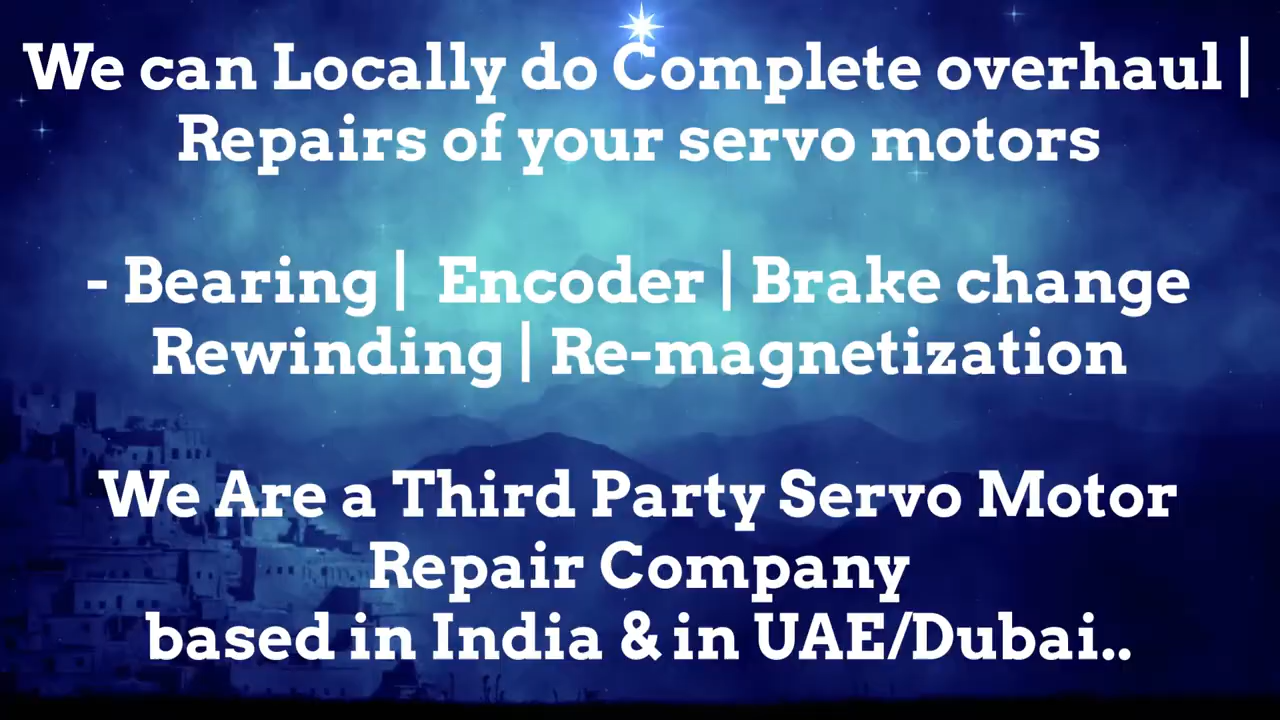 We can Locally do Complete overhaul |
Repairs of your servo motors
- Bearing | Encoder | Brake change
Rewinding | Re-magnetization
We Are a Third Party Servo Motor
Repair Company
based in India & in UAE/Dubai..